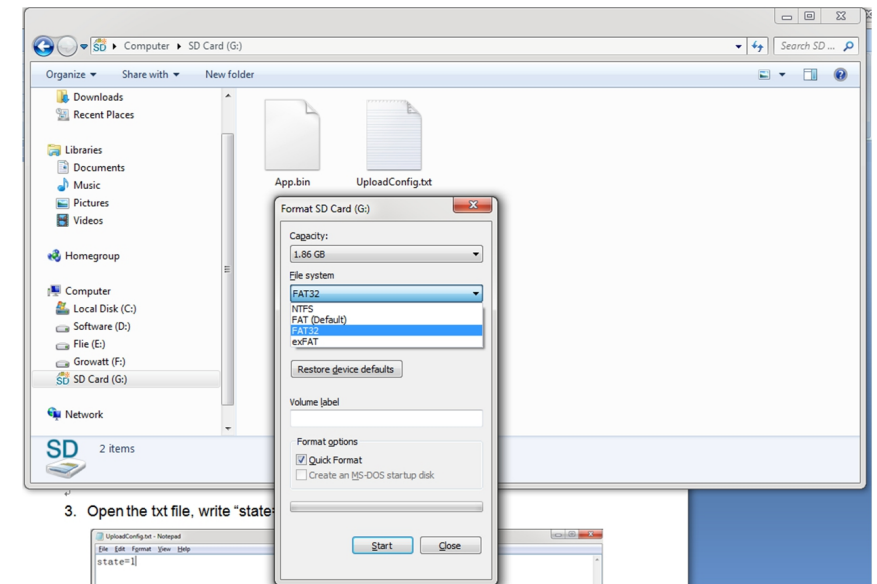 SD Computer SD Card (G:)
Search SD ...
Organize Share with New folder
Downloads
Recent Places
Libraries
Documents
Music
Pictures
Videos
Homegroup
Computer
Local Disk (C:)
Software (D:)
Flie (E:)
Growatt (F:)
SD SD Card (G:)
Network
App.bin
UploadConfig.txt
SD 2 items
Format SD Card (G:)
Capacity:
1.86 GB
File system
FAT32
NTFS
FAT (Default)
FAT32
exFAT
Restore device defaults
Volume label
Format options
Quick Format
Create an MS-DOS startup disk
Start Close
3. Open the txt file, write “state=
UploadConfig.txt - Notepad
File Edit Format View Help
state=1